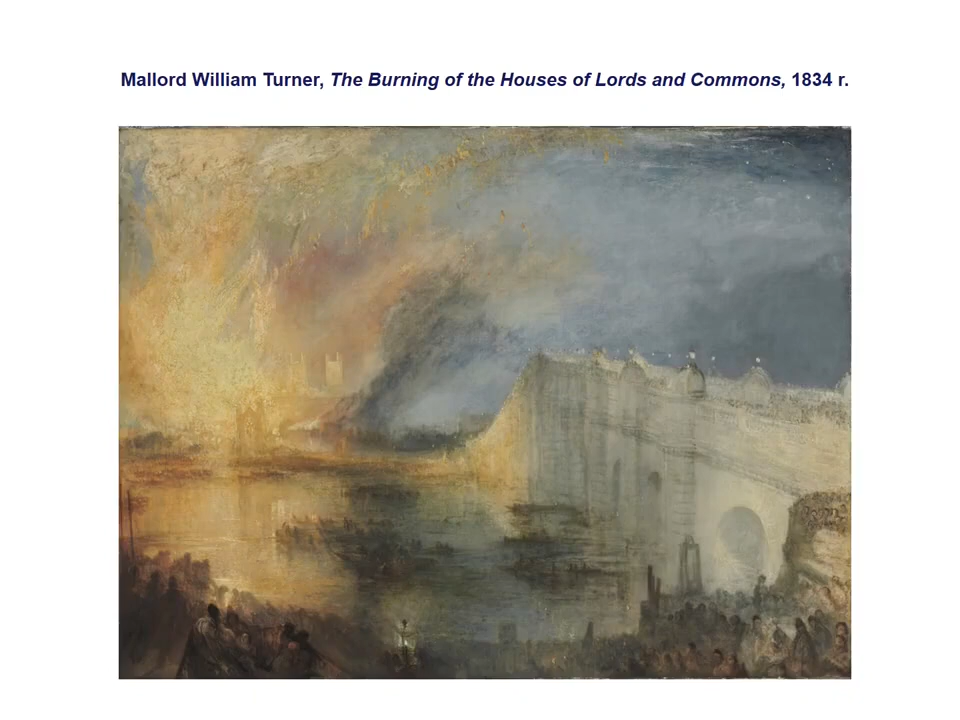 Mallord William Turner, The Burning of the Houses of Lords and Commons, 1834 r.